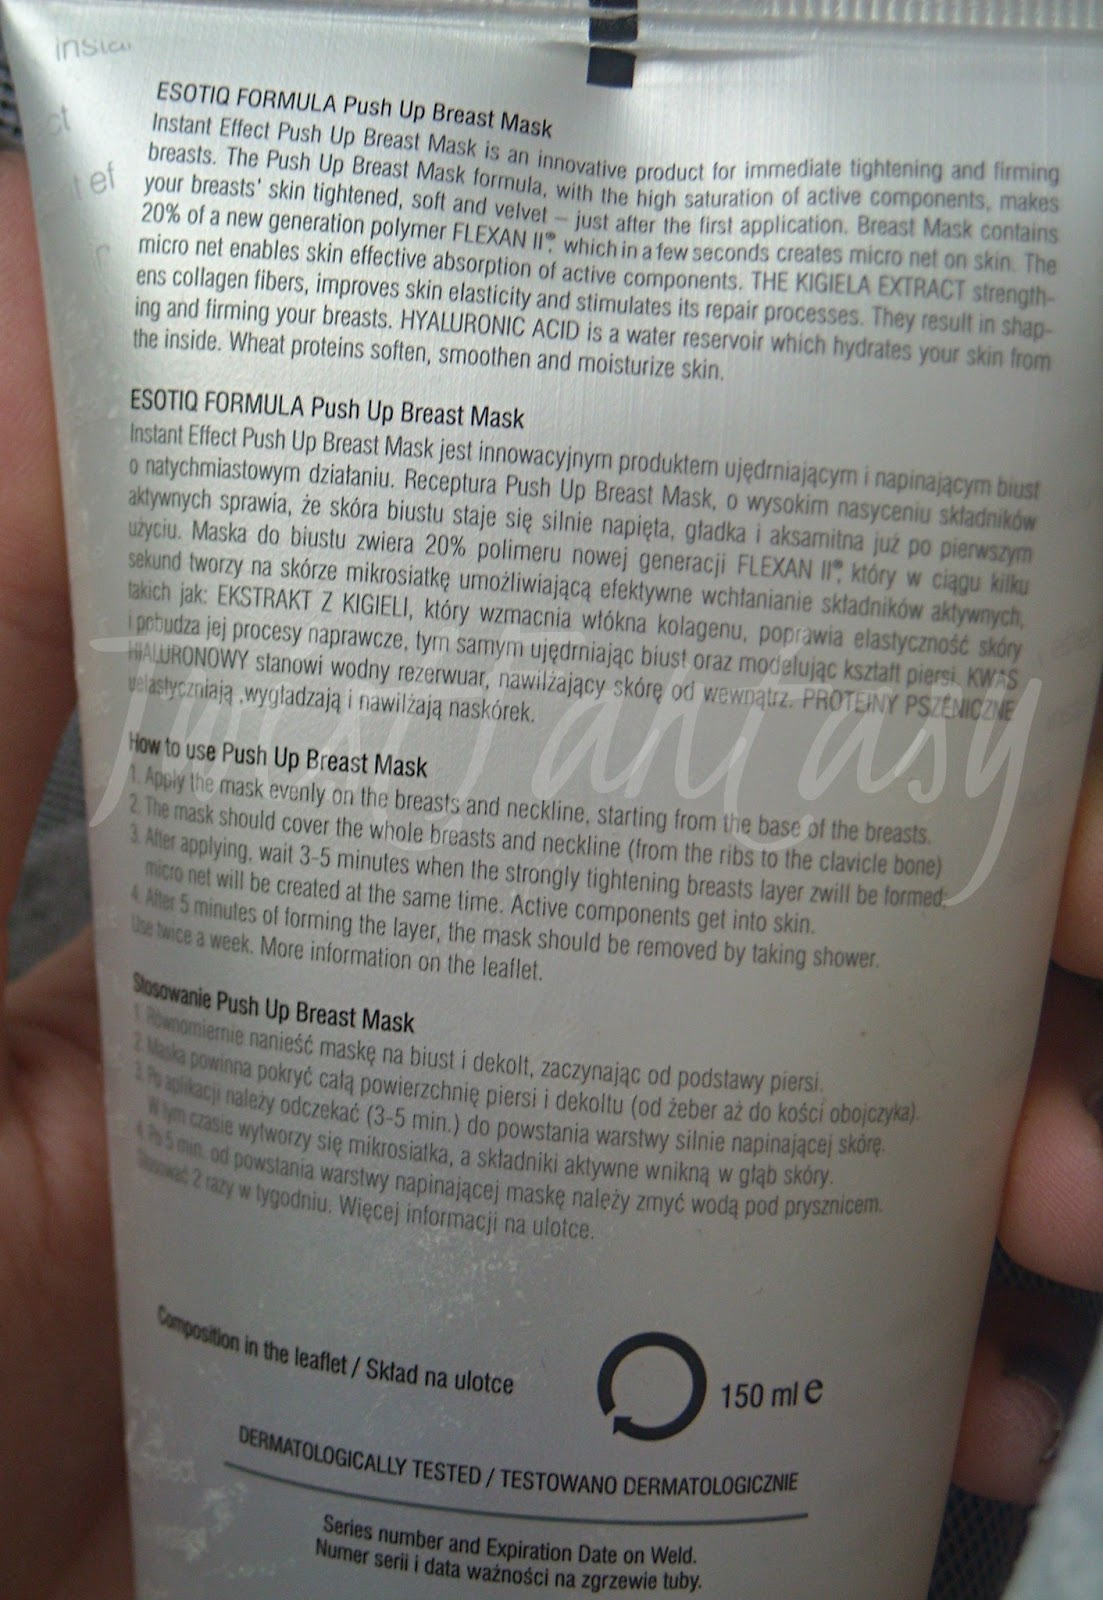 insta
ct
t ef
r
ESOTIQ FORMULA Push Up Breast Mask
Instant Effect Push Up Breast Mask is an innovative product for immediate tightening and firming
breasts. The Push Up Breast Mask formula, with the high saturation of active components, makes
your breasts' skin tightened, soft and velvet – just after the first application. Breast Mask contains
20% of a new generation polymer FLEXAN II®, which in a few seconds creates micro net on skin. The
micro net enables skin effective absorption of active components. THE KIGIELA EXTRACT strength-
ens collagen fibers, improves skin elasticity and stimulates its repair processes. They result in shap-
ing and firming your breasts. HYALURONIC ACID is a water reservoir which hydrates your skin from
the inside. Wheat proteins soften, smoothen and moisturize skin.
ESOTIQ FORMULA Push Up Breast Mask
Instant Effect Push Up Breast Mask jest innowacyjnym produktem ujędrniającym i napinającym biust
o natychmiastowym działaniu. Receptura Push Up Breast Mask, o wysokim nasyceniu składników
aktywnych sprawia, że skóra biustu staje się silnie napięta, gładka i aksamitna już po pierwszym
użyciu. Maska do biustu zwiera 20% polimeru nowej generacji FLEXAN II®, który w ciągu kilku
sekund tworzy na skórze mikrosiatkę umożliwiającą efektywne wchłanianie składników aktywnych,
takich jak: EKSTRAKT Z KIGIELI, który wzmacnia włókna kolagenu, poprawia elastyczność skóry
i pobudza jej procesy naprawcze, tym samym ujędrniając biust oraz modelując kształt piersi. KWAS
HIALURONOWY stanowi wodny rezerwuar, nawilżający skórę od wewnątrz. PROTEINY PSZENICZNE
uelastyczniają ,wygładzają i nawilżają naskórek.
How to use Push Up Breast Mask
1. Apply the mask evenly on the breasts and neckline, starting from the base of the breasts.
2. The mask should cover the whole breasts and neckline (from the ribs to the clavicle bone)
3. After applying, wait 3-5 minutes when the strongly tightening breasts layer zwill be formed;
micro net will be created at the same time. Active components get into skin.
4. After 5 minutes of forming the layer, the mask should be removed by taking shower.
Use twice a week. More information on the leaflet.
Stosowanie Push Up Breast Mask
1. Równomiernie nanieść maskę na biust i dekolt, zaczynając od podstawy piersi.
2. Maska powinna pokryć całą powierzchnię piersi i dekoltu (od żeber aż do kości obojczyka).
3. Po aplikacji należy odczekać (3-5 min.) do powstania warstwy silnie napinającej skórę.
W tym czasie wytworzy się mikrosiatka, a składniki aktywne wnikną w głąb skóry.
4. Po 5 min. od powstania warstwy napinającej maskę należy zmyć wodą pod prysznicem.
Stosować 2 razy w tygodniu. Więcej informacji na ulotce.
Composition in the leaflet / Skład na ulotce
150 ml e
DERMATOLOGICALLY TESTED / TESTOWANO DERMATOLOGICZNIE
Series number and Expiration Date on Weld.
Numer serii i data ważności na zgrzewie tuby.